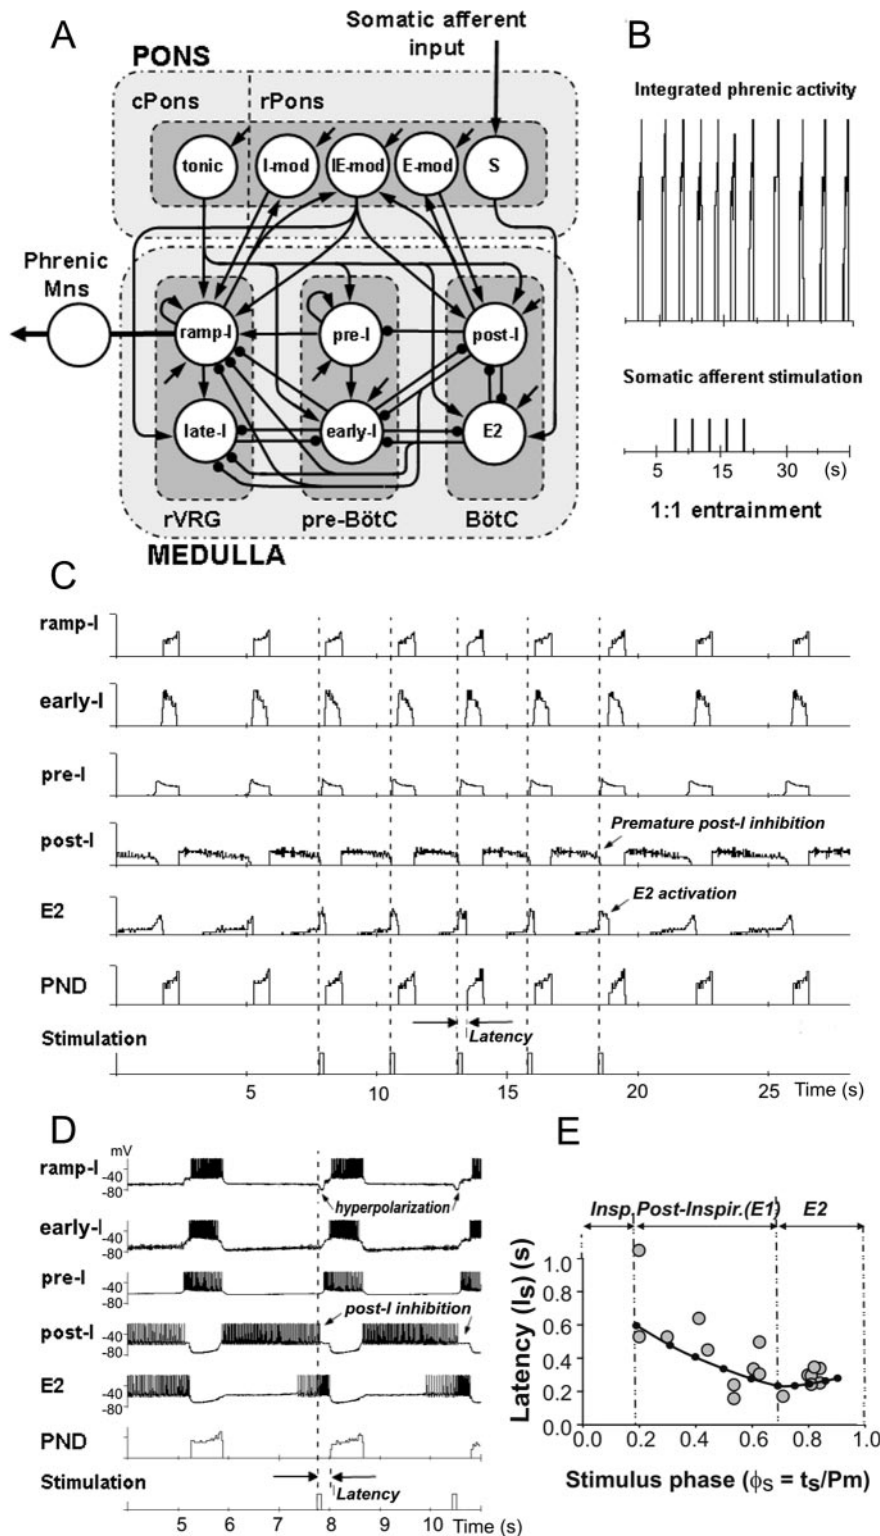 A
Somatic afferent
input
B
PONS
cPons
rPons
tonic
I-mod
IE-mod
E-mod
S
Phrenic
Mns
ramp-I
pre-I
post-I
late-I
early-I
E2
rVRG
pre-BötC
BötC
MEDULLA
Integrated phrenic activity
Somatic afferent stimulation
5 15 30 (s)
1:1 entrainment
C
ramp-I
early-I
pre-I
post-I
Premature post-I inhibition
E2
E2 activation
PND
Latency
Stimulation
5 10 15 20 25 Time (s)
D
mV
ramp-I
-40
-80
hyperpolarization
early-I
-40
-80
pre-I
-40
post-I
-40
-80
post-I inhibition
E2
-40
-80
PND
Stimulation
Latency
5 6 7 8 9 10 Time (s)
E
Insp. Post-Inspir.(E1) E2
Latency (Is) (s)
1.0
0.8
0.6
0.4
0.2
0.0
0.0 0.2 0.4 0.6 0.8 1.0
Stimulus phase (ϕs = ts/Pm)